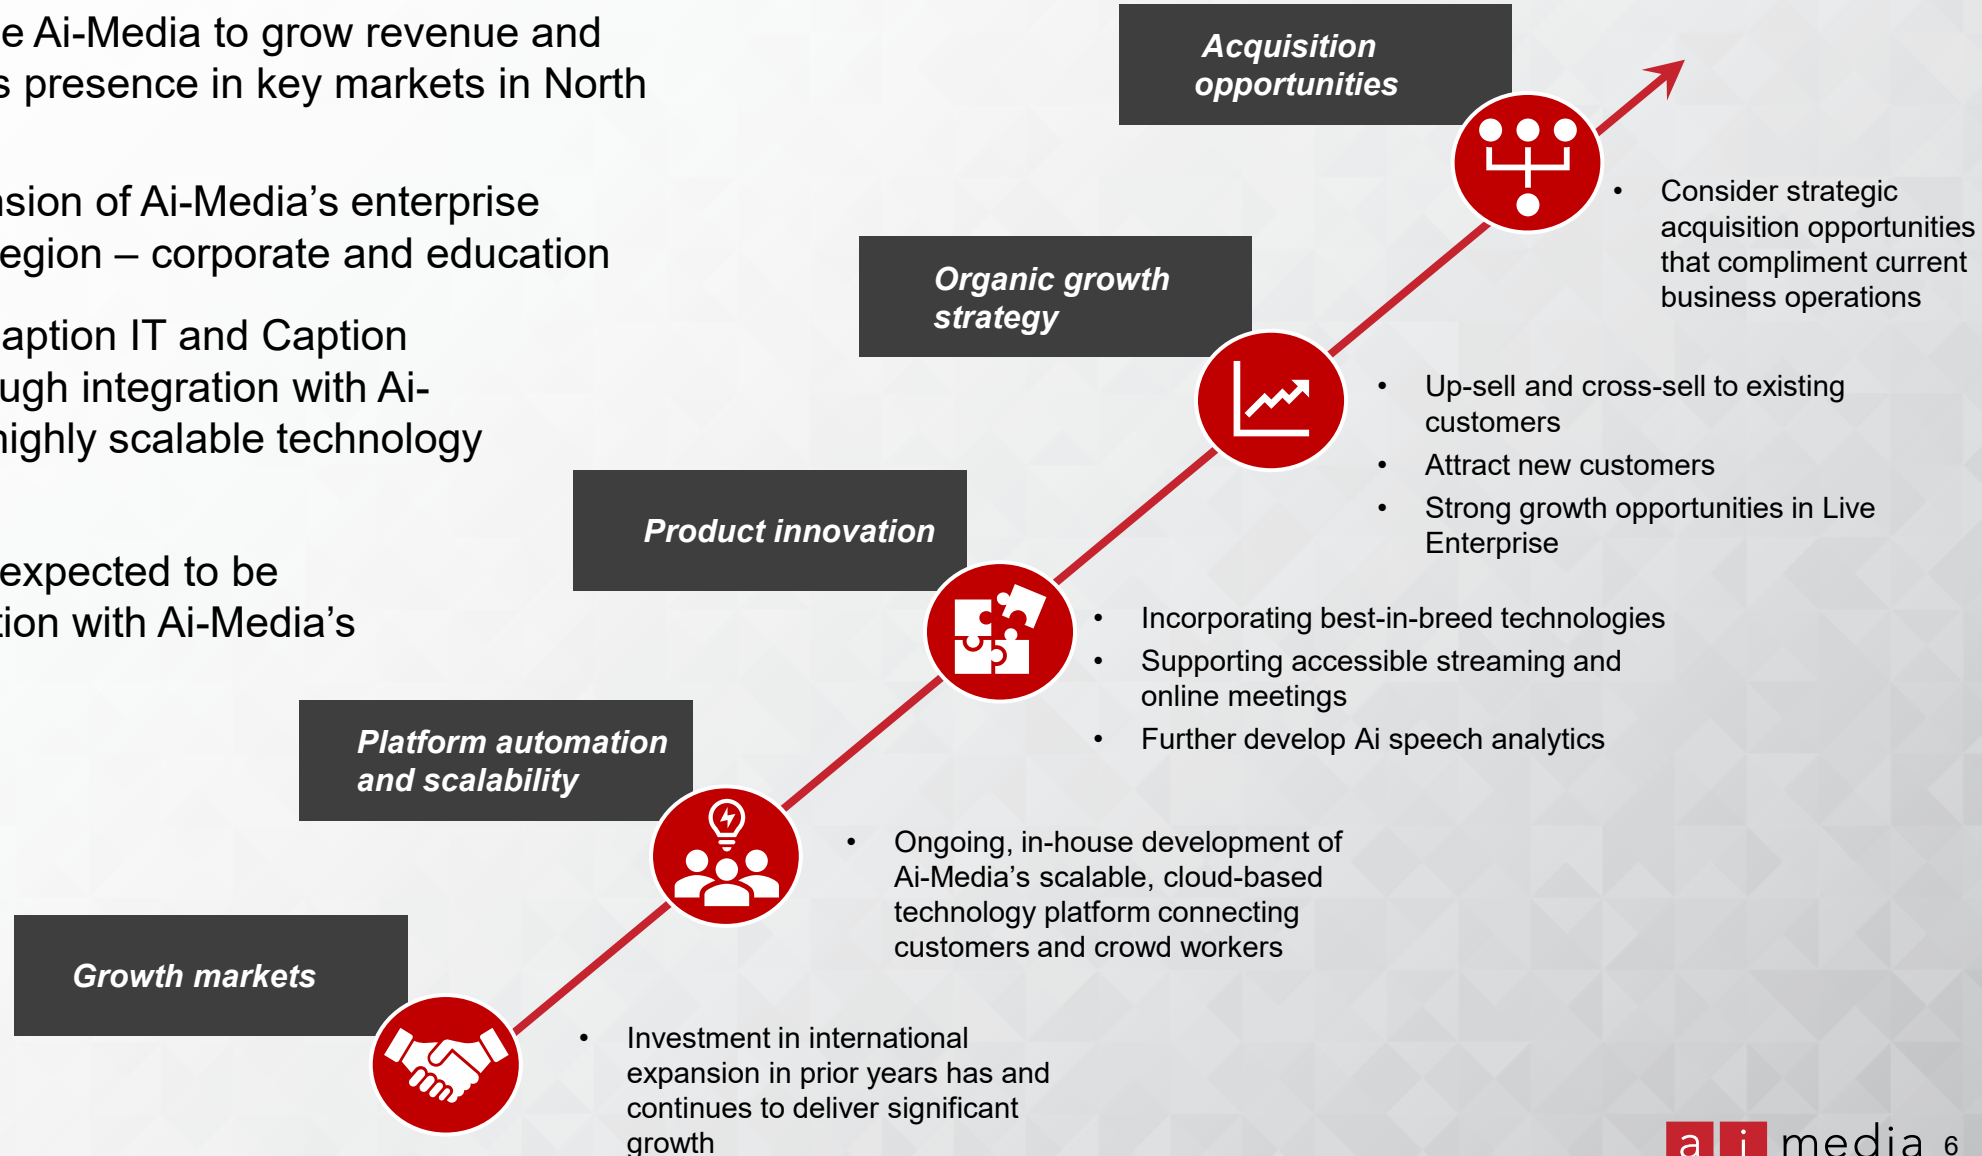 e Ai-Media to grow revenue and
s presence in key markets in North
nsion of Ai-Media's enterprise
egion – corporate and education
aption IT and Caption
ugh integration with Ai-
highly scalable technology
expected to be
tion with Ai-Media's
Acquisition
opportunities
• Consider strategic
acquisition opportunities
that compliment current
business operations
Organic growth
strategy
• Up-sell and cross-sell to existing
customers
• Attract new customers
• Strong growth opportunities in Live
Enterprise
Product innovation
• Incorporating best-in-breed technologies
• Supporting accessible streaming and
online meetings
• Further develop Ai speech analytics
Platform automation
and scalability
• Ongoing, in-house development of
Ai-Media's scalable, cloud-based
technology platform connecting
customers and crowd workers
Growth markets
• Investment in international
expansion in prior years has and
continues to deliver significant
growth
ai media 6